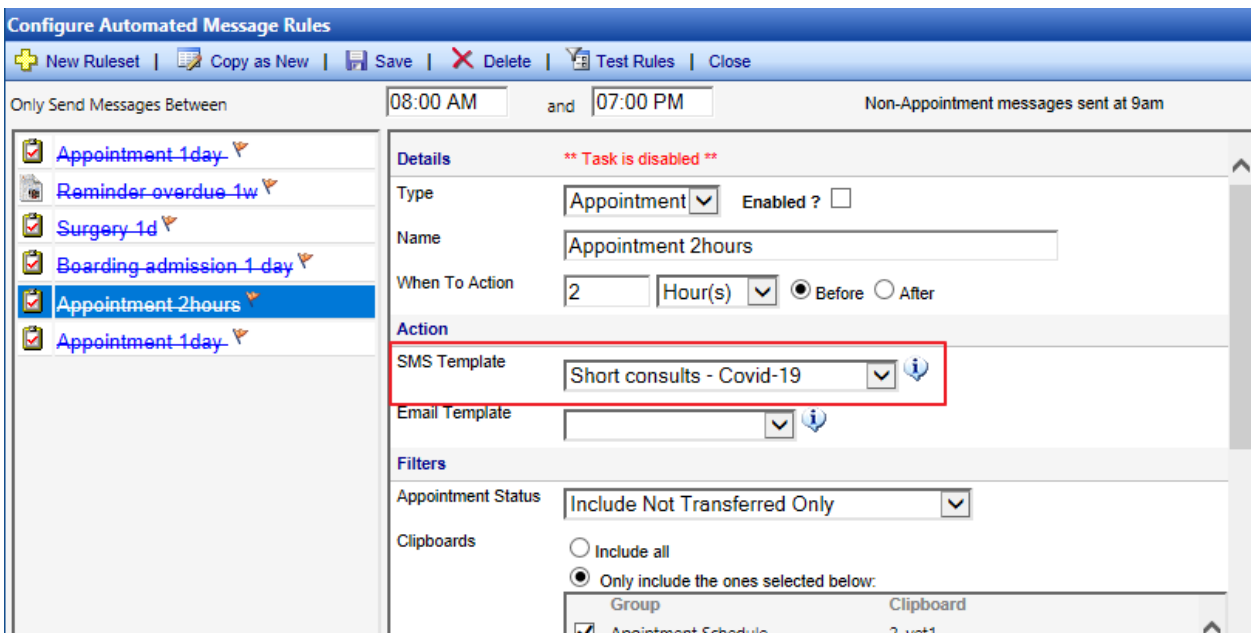 Configure Automated Message Rules
New Ruleset | Copy as New | Save | Delete | Test Rules | Close
Only Send Messages Between 08:00 AM and 07:00 PM Non-Appointment messages sent at 9am
Appointment 1day
Reminder overdue 1w
Surgery 1d
Boarding admission 1 day
Appointment 2hours
Appointment 1day
Details ** Task is disabled **
Type Appointment Enabled ?
Name Appointment 2hours
When To Action 2 Hour(s) Before After
Action
SMS Template Short consults - Covid-19
Email Template
Filters
Appointment Status Include Not Transferred Only
Clipboards Include all
Only include the ones selected below:
Group Clipboard
Appointment Schedule